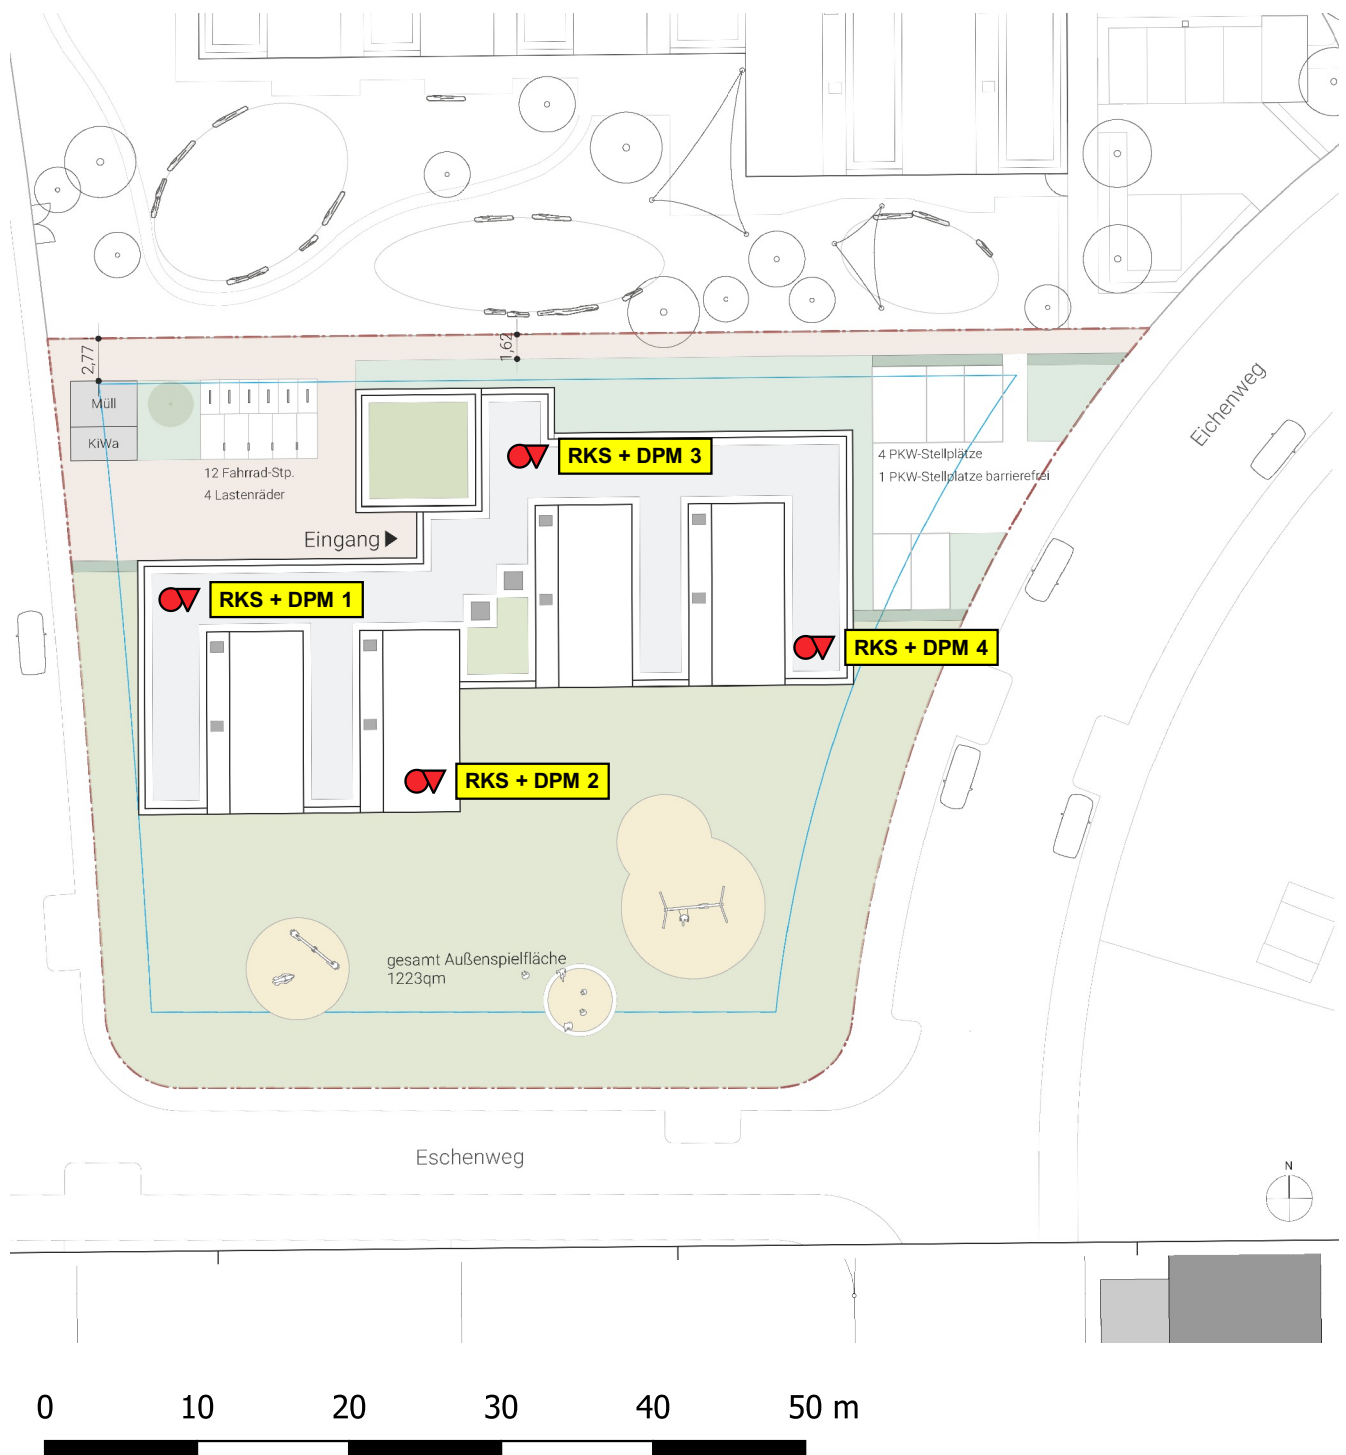 2,77
1,62
Müll
KiWa
12 Fahrrad-Stp.
4 Lastenräder
Eingang
RKS + DPM 3
4 PKW-Stellplätze
1 PKW-Stellplatze barrierefrei
Eichenweg
RKS + DPM 1
RKS + DPM 4
RKS + DPM 2
gesamt Außenspielfläche
1223qm
Eschenweg
N
0 10 20 30 40 50 m